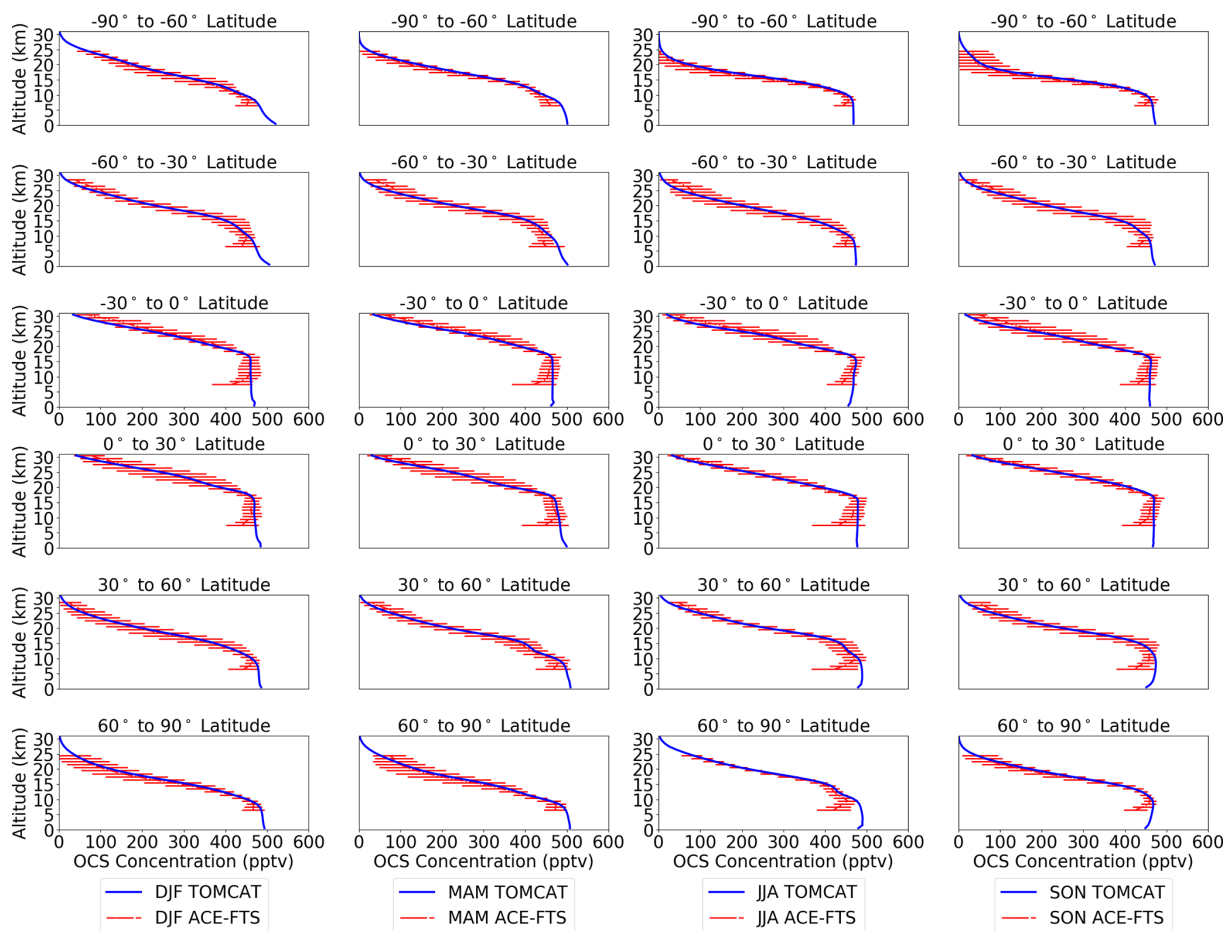 -90° to -60° Latitude -90° to -60° Latitude -90° to -60° Latitude -90° to -60° Latitude
Altitude (km)
30
25
20
15
10
5
0
-60° to -30° Latitude -60° to -30° Latitude -60° to -30° Latitude -60° to -30° Latitude
Altitude (km)
30
25
20
15
10
5
0
-30° to 0° Latitude -30° to 0° Latitude -30° to 0° Latitude -30° to 0° Latitude
Altitude (km)
30
25
20
15
10
5
0
0 100 200 300 400 500 600 0 100 200 300 400 500 600 0 100 200 300 400 500 600 0 100 200 300 400 500 600
0° to 30° Latitude 0° to 30° Latitude 0° to 30° Latitude 0° to 30° Latitude
Altitude (km)
30
25
20
15
10
5
0
30° to 60° Latitude 30° to 60° Latitude 30° to 60° Latitude 30° to 60° Latitude
Altitude (km)
30
25
20
15
10
5
0
60° to 90° Latitude 60° to 90° Latitude 60° to 90° Latitude 60° to 90° Latitude
Altitude (km)
30
25
20
15
10
5
0
0 100 200 300 400 500 600 0 100 200 300 400 500 600 0 100 200 300 400 500 600 0 100 200 300 400 500 600
OCS Concentration (pptv) OCS Concentration (pptv) OCS Concentration (pptv) OCS Concentration (pptv)
DJF TOMCAT MAM TOMCAT JJA TOMCAT SON TOMCAT
DJF ACE-FTS MAM ACE-FTS JJA ACE-FTS SON ACE-FTS